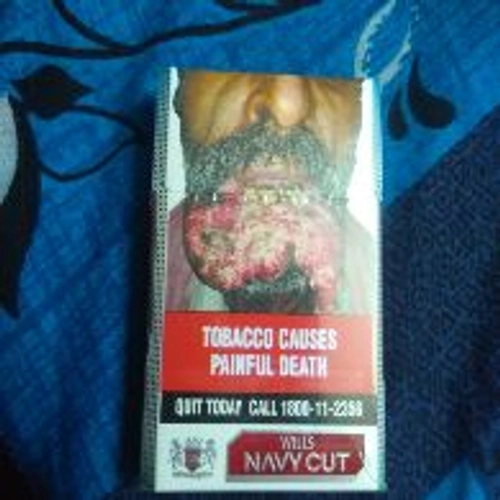 TOBACCO CAUSES
PAINFUL DEATH
QUIT TODAY CALL 1800-11-2356
WILLS
NAVY CUT